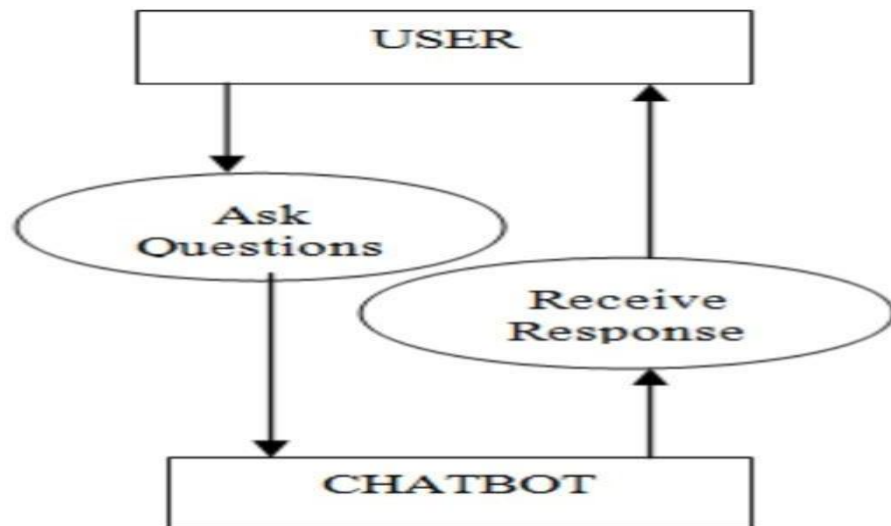 USER
Ask
Questions
Receive
Response
CHATBOT